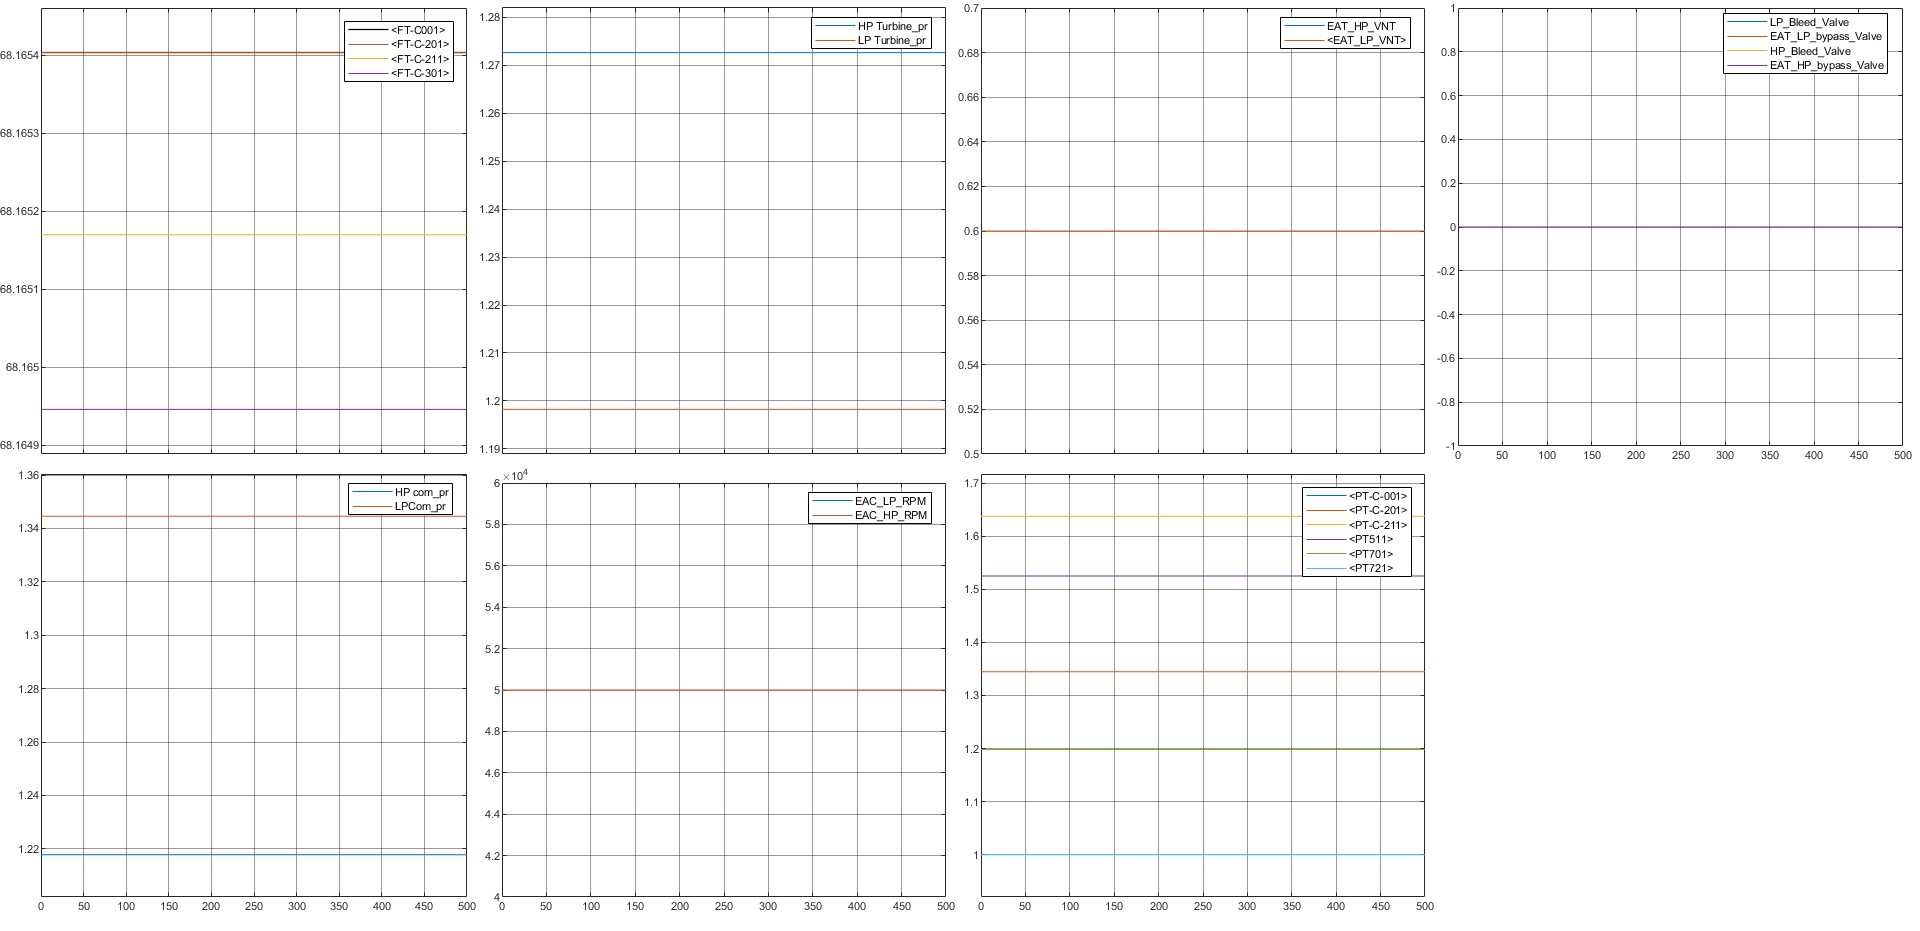 68.1654
68.1653
68.1652
68.1651
68.165
68.1649
<FT-C001>
<FT-C-201>
<FT-C-211>
<FT-C-301>
1.28
1.27
1.26
1.25
1.24
1.23
1.22
1.21
1.2
1.19
HP Turbine_pr
LP Turbine_pr
0.7
0.68
0.66
0.64
0.62
0.6
0.58
0.56
0.54
0.52
0.5
EAT_HP_VNT
<EAT_LP_VNT>
1
0.8
0.6
0.4
0.2
0
-0.2
-0.4
-0.6
-0.8
-1
LP_Bleed_Valve
EAT_LP_bypass_Valve
HP_Bleed_Valve
EAT_HP_bypass_Valve
0 50 100 150 200 250 300 350 400 450 500
1.36
1.34
1.32
1.3
1.28
1.26
1.24
1.22
HP com_pr
LPCom_pr
0 50 100 150 200 250 300 350 400 450 500
×10⁴
6
5.8
5.6
5.4
5.2
5
4.8
4.6
4.4
4.2
4
EAC_LP_RPM
EAC_HP_RPM
0 50 100 150 200 250 300 350 400 450 500
1.7
1.6
1.5
1.4
1.3
1.2
1.1
1
<PT-C-001>
<PT-C-201>
<PT-C-211>
<PT511>
<PT701>
<PT721>
0 50 100 150 200 250 300 350 400 450 500